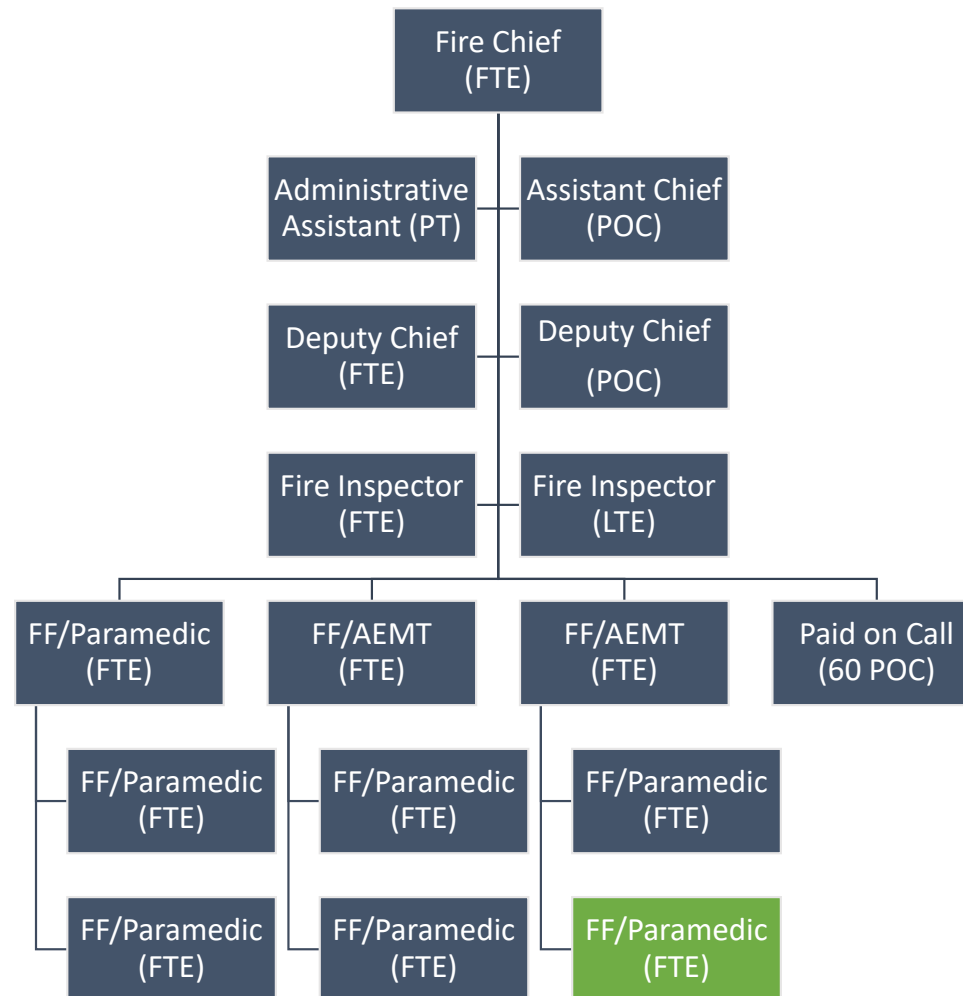 Fire Chief
(FTE)
Administrative
Assistant (PT)
Assistant Chief
(POC)
Deputy Chief
(FTE)
Deputy Chief
(POC)
Fire Inspector
(FTE)
Fire Inspector
(LTE)
FF/Paramedic
(FTE)
FF/AEMT
(FTE)
FF/AEMT
(FTE)
Paid on Call
(60 POC)
FF/Paramedic
(FTE)
FF/Paramedic
(FTE)
FF/Paramedic
(FTE)
FF/Paramedic
(FTE)
FF/Paramedic
(FTE)
FF/Paramedic
(FTE)